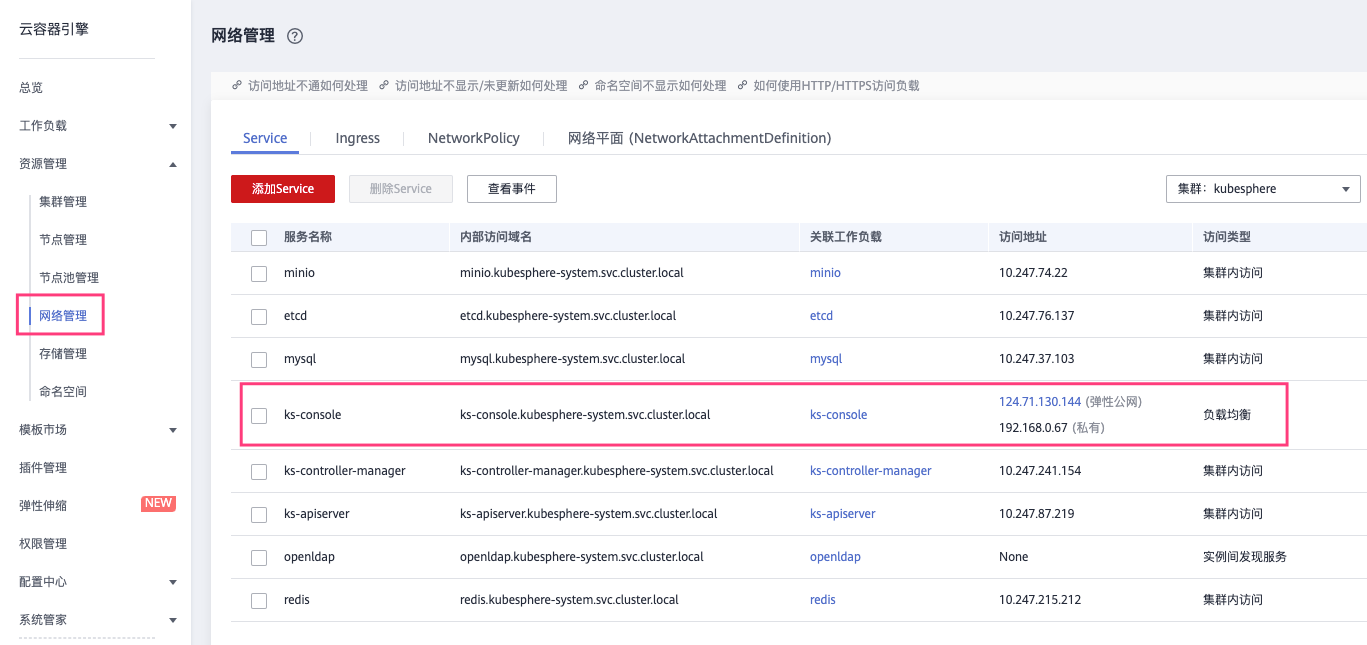 云容器引擎
总览
工作负载
资源管理
集群管理
节点管理
节点池管理
网络管理
存储管理
命名空间
模板市场
插件管理
弹性伸缩 NEW
权限管理
配置中心
系统管家
网络管理 ?
访问地址不通如何处理 访问地址不显示/未更新如何处理 命名空间不显示如何处理 如何使用HTTP/HTTPS访问负载
Service Ingress NetworkPolicy 网络平面 (NetworkAttachmentDefinition)
添加Service 删除Service 查看事件 集群：kubesphere
服务名称 内部访问域名 关联工作负载 访问地址 访问类型
minio minio.kubesphere-system.svc.cluster.local minio 10.247.74.22 集群内访问
etcd etcd.kubesphere-system.svc.cluster.local etcd 10.247.76.137 集群内访问
mysql mysql.kubesphere-system.svc.cluster.local mysql 10.247.37.103 集群内访问
ks-console ks-console.kubesphere-system.svc.cluster.local ks-console 124.71.130.144 (弹性公网) 负载均衡
192.168.0.67 (私有)
ks-controller-manager ks-controller-manager.kubesphere-system.svc.cluster.local ks-controller-manager 10.247.241.154 集群内访问
ks-apiserver ks-apiserver.kubesphere-system.svc.cluster.local ks-apiserver 10.247.87.219 集群内访问
openldap openldap.kubesphere-system.svc.cluster.local openldap None 实例间发现服务
redis redis.kubesphere-system.svc.cluster.local redis 10.247.215.212 集群内访问